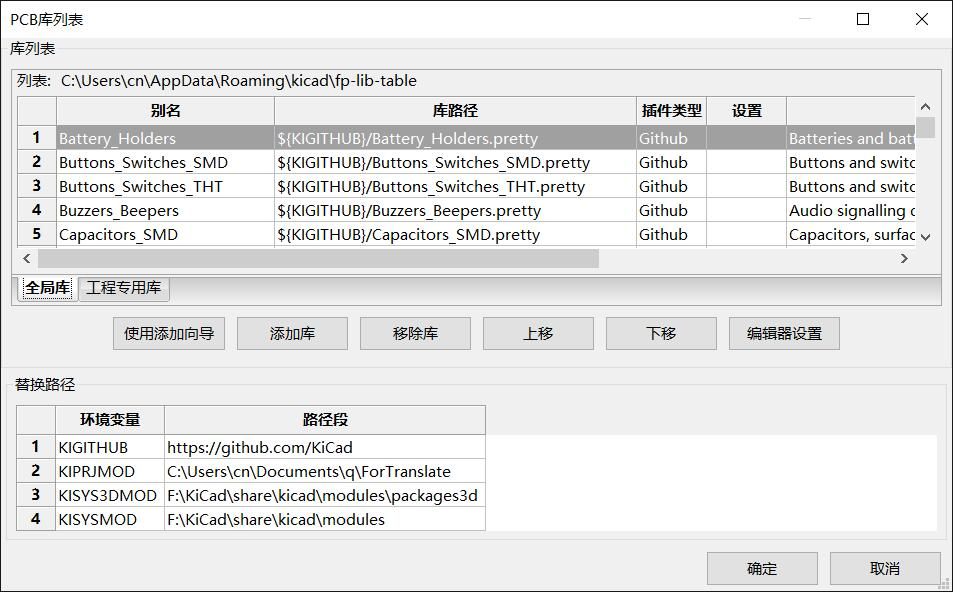 PCB库列表
库列表
列表: C:\Users\cn\AppData\Roaming\kicad\fp-lib-table
别名 库路径 插件类型 设置
1 Battery_Holders ${KIGITHUB}/Battery_Holders.pretty Github Batteries and batt
2 Buttons_Switches_SMD ${KIGITHUB}/Buttons_Switches_SMD.pretty Github Buttons and switc
3 Buttons_Switches_THT ${KIGITHUB}/Buttons_Switches_THT.pretty Github Buttons and switc
4 Buzzers_Beepers ${KIGITHUB}/Buzzers_Beepers.pretty Github Audio signalling d
5 Capacitors_SMD ${KIGITHUB}/Capacitors_SMD.pretty Github Capacitors, surfac
全局库 工程专用库
使用添加向导 添加库 移除库 上移 下移 编辑器设置
替换路径
环境变量 路径段
1 KIGITHUB https://github.com/KiCad
2 KIPRJMOD C:\Users\cn\Documents\q\ForTranslate
3 KISYS3DMOD F:\KiCad\share\kicad\modules\packages3d
4 KISYSMOD F:\KiCad\share\kicad\modules
确定 取消